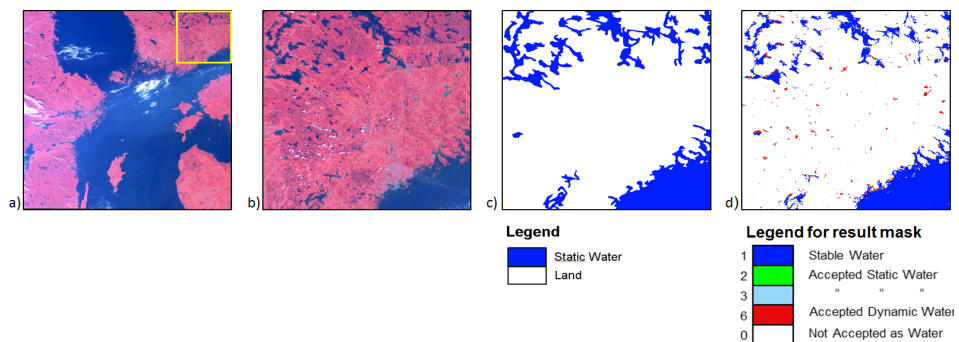 a)
b)
c)
d)
Legend
Static Water
Land
Legend for result mask
1 Stable Water
2 Accepted Static Water
3 “ “ “
6 Accepted Dynamic Water
0 Not Accepted as Water